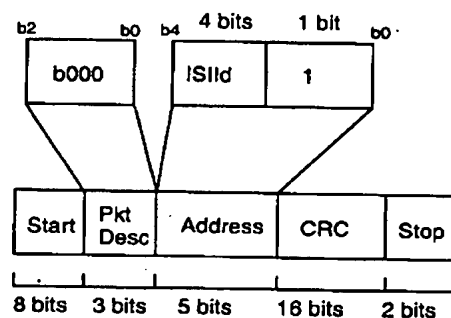 4 bits 1 bit
b2 b0 b4 b0
b000 ISIId 1
Start Pkt Desc Address CRC Stop
8 bits 3 bits 5 bits 16 bits 2 bits